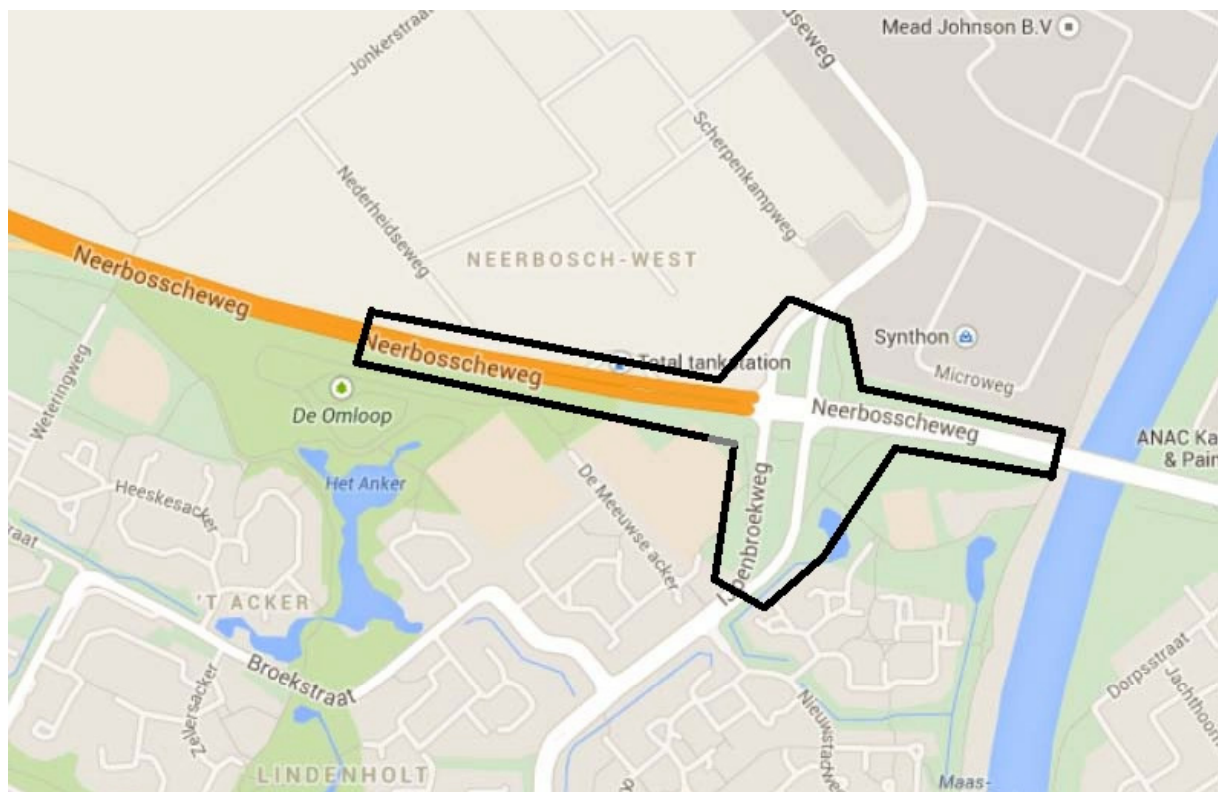 Mead Johnson B.V
Jonkerstraat
Scherpenkampweg
Nederheidseweg
Neerbosscheweg
NEERBOSCH-WEST
Synthon
Neerbosscheweg
Total tankstation
Microweg
Weteringweg
De Omloop
Neerbosscheweg
ANAC Ka
& Pain
Het Anker
Heeskesacker
De Meeuwse acker
raat
'T ACKER
Broekstraat
Zellersacker
Dorpsstraat
LINDENHOLT
Maas-